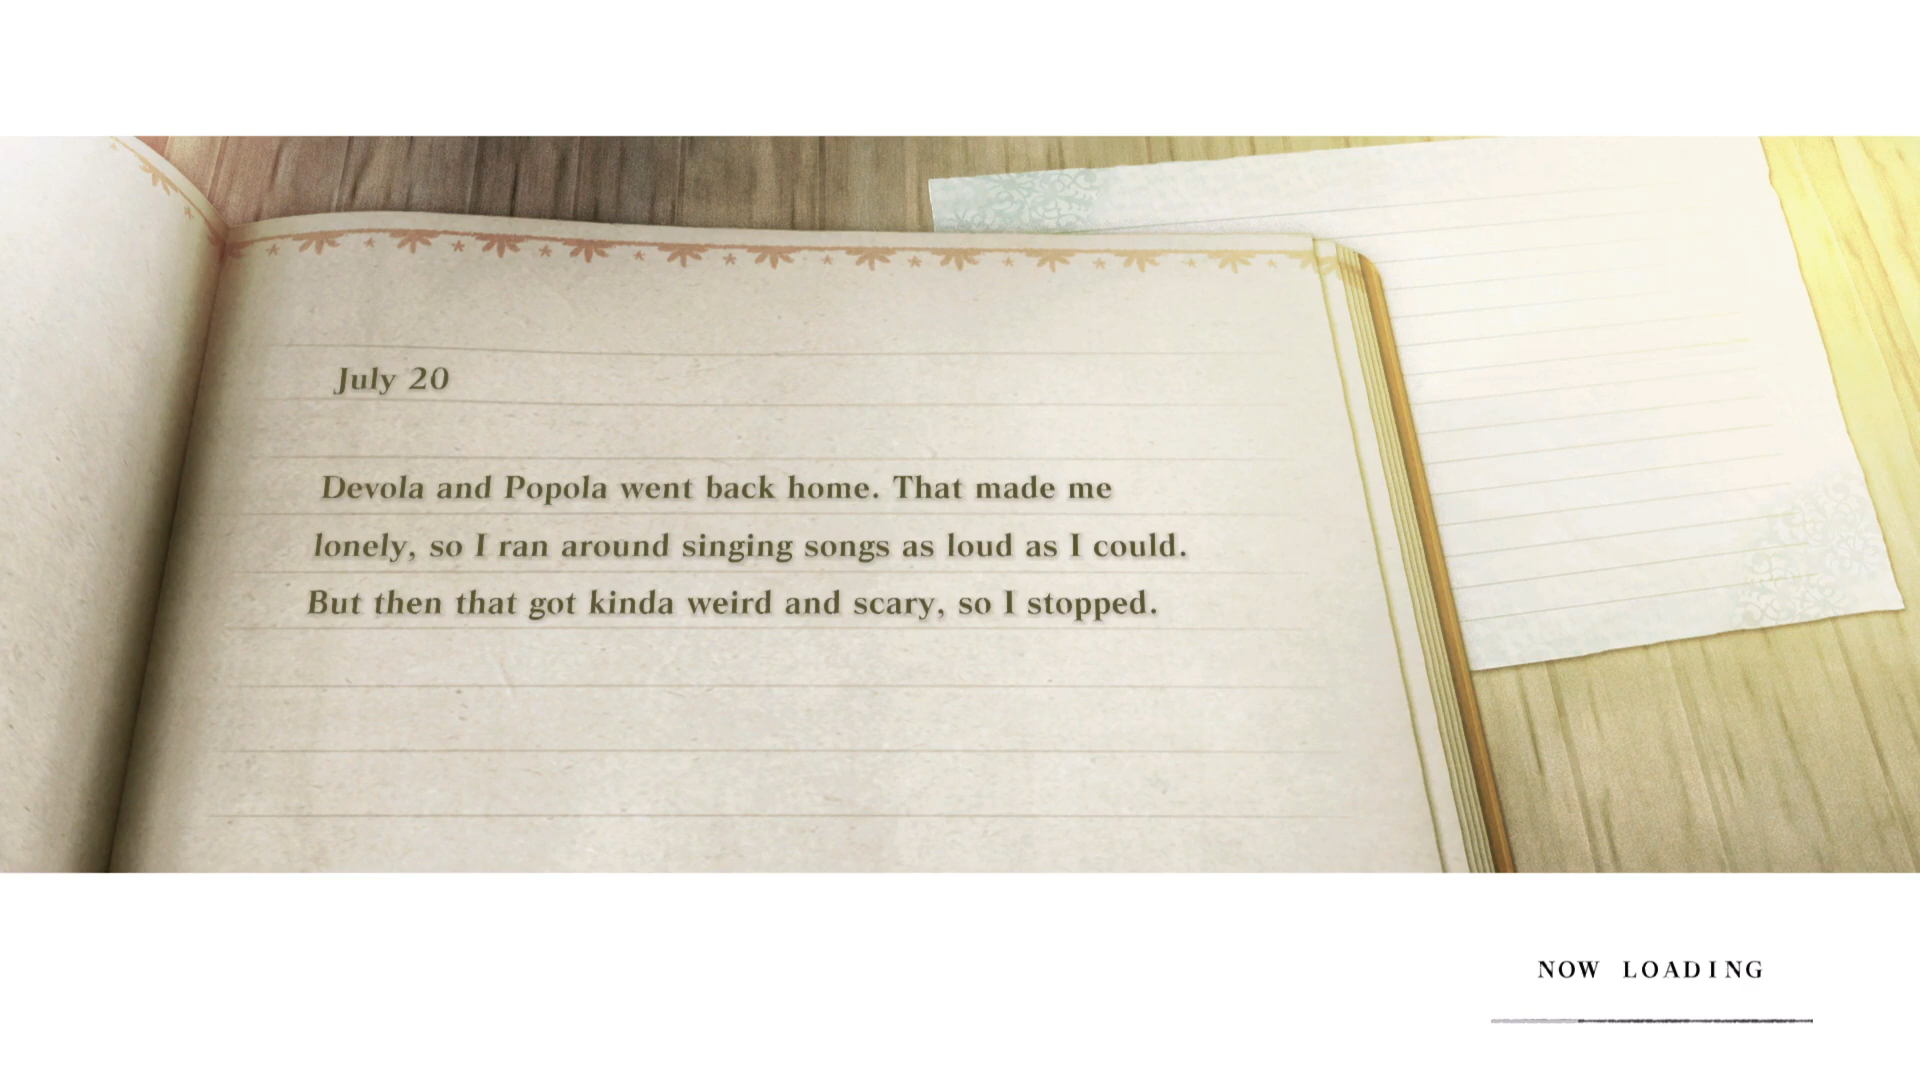 July 20
Devola and Popola went back home. That made me
lonely, so I ran around singing songs as loud as I could.
But then that got kinda weird and scary, so I stopped.
NOW LOADING